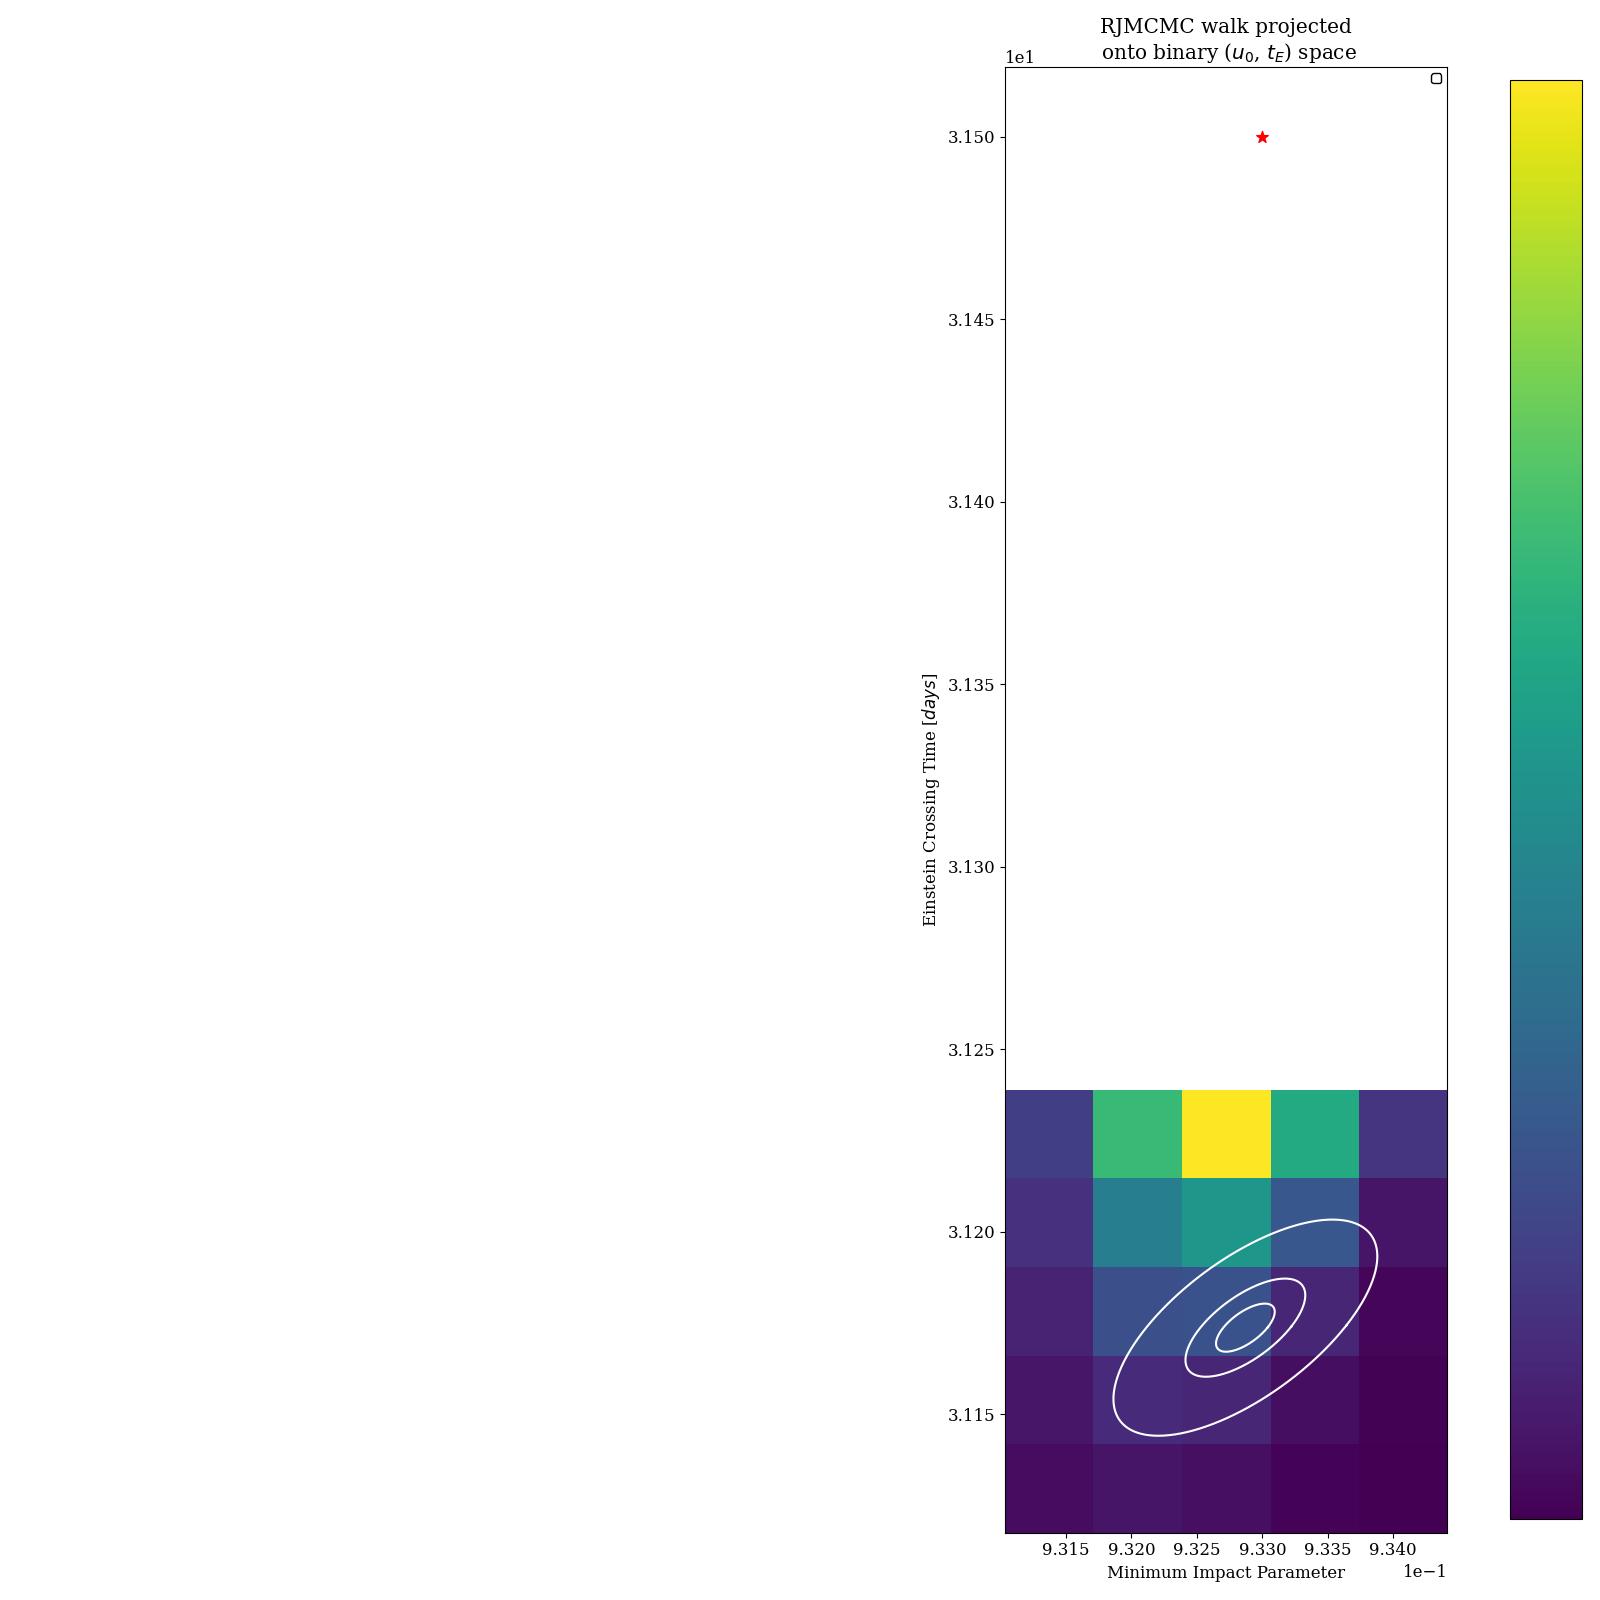 RJMCMC walk projected
onto binary (u₀, t_E) space
1e1
3.150
3.145
3.140
3.135
3.130
3.125
3.120
3.115
Einstein Crossing Time [days]
9.315 9.320 9.325 9.330 9.335 9.340
Minimum Impact Parameter
1e−1